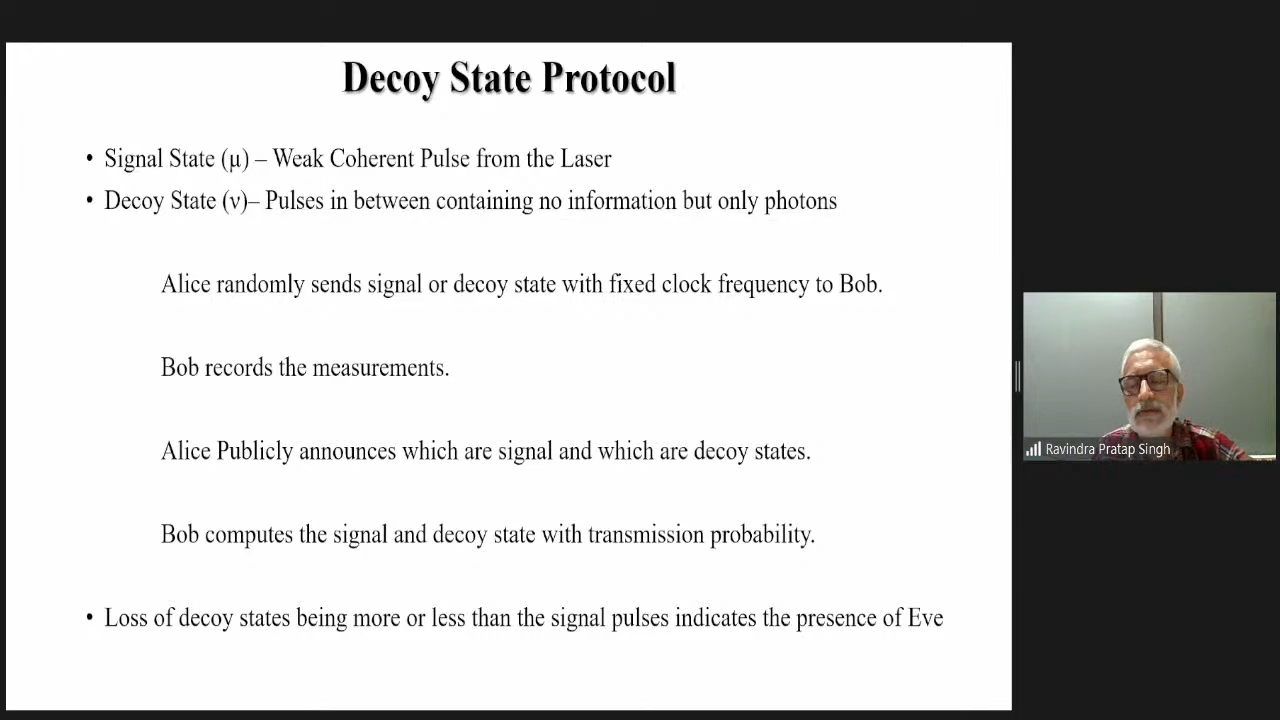 Decoy State Protocol
• Signal State (μ) – Weak Coherent Pulse from the Laser
• Decoy State (ν)– Pulses in between containing no information but only photons
Alice randomly sends signal or decoy state with fixed clock frequency to Bob.
Bob records the measurements.
Alice Publicly announces which are signal and which are decoy states.
Bob computes the signal and decoy state with transmission probability.
• Loss of decoy states being more or less than the signal pulses indicates the presence of Eve
Ravindra Pratap Singh